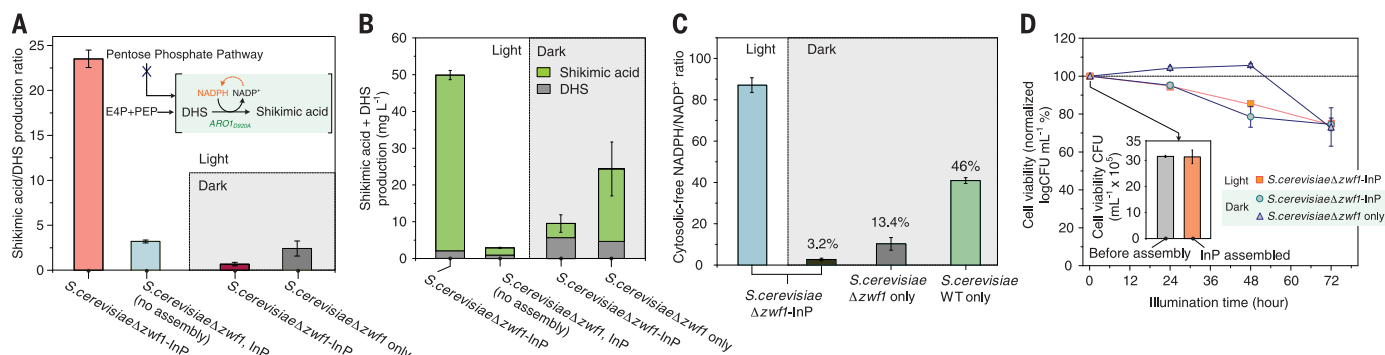 A
Shikimic acid/DHS production ratio
25
20
15
10
5
0
Pentose Phosphate Pathway
NADPH NADP⁺
E4P+PEP DHS Shikimic acid
ARO1D920A
Light
Dark
S.cerevisiaeΔzwf1-InP
S.cerevisiaeΔzwf1, InP
(no assembly)
S.cerevisiaeΔzwf1-InP
S.cerevisiaeΔzwf1 only
B
Shikimic acid + DHS
production (mg L⁻¹)
60
50
40
30
20
10
0
Light
Dark
Shikimic acid
DHS
S.cerevisiaeΔzwf1-InP
S.cerevisiaeΔzwf1, InP
(no assembly)
S.cerevisiaeΔzwf1-InP
S.cerevisiaeΔzwf1 only
C
Cytosolic-free NADPH/NADP⁺ ratio
100
80
60
40
20
0
Light
Dark
3.2%
13.4%
46%
S.cerevisiae
Δzwf1-InP
S.cerevisiae
Δzwf1 only
S.cerevisiae
WT only
D
Cell viability (normalized
logCFU mL⁻¹ %)
120
100
80
60
40
20
0
Cell viability CFU
(mL⁻¹ x 10⁵)
35
30
20
10
0
Before assembly
InP assembled
Light
S.cerevisiaeΔzwf1-InP
Dark
S.cerevisiaeΔzwf1-InP
S.cerevisiaeΔzwf1 only
0 24 48 60 72
Illumination time (hour)